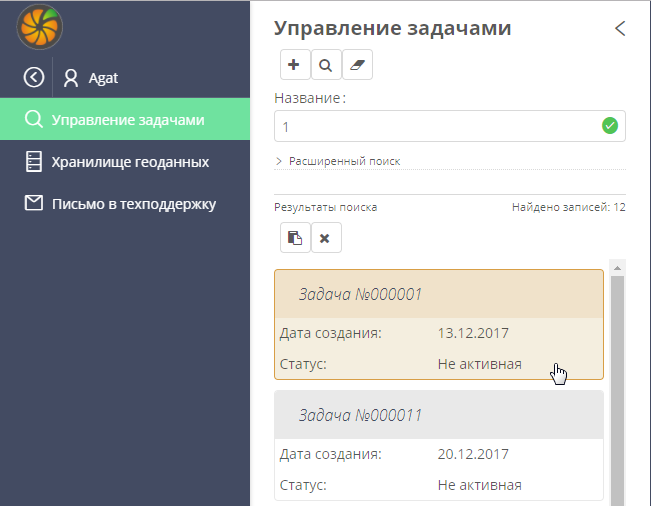 Управление задачами
Agat
Управление задачами
Хранилище геоданных
Письмо в техподдержку
Название:
1
Расширенный поиск
Результаты поиска
Найдено записей: 12
Задача №000001
Дата создания: 13.12.2017
Статус: Не активная
Задача №000011
Дата создания: 20.12.2017
Статус: Не активная